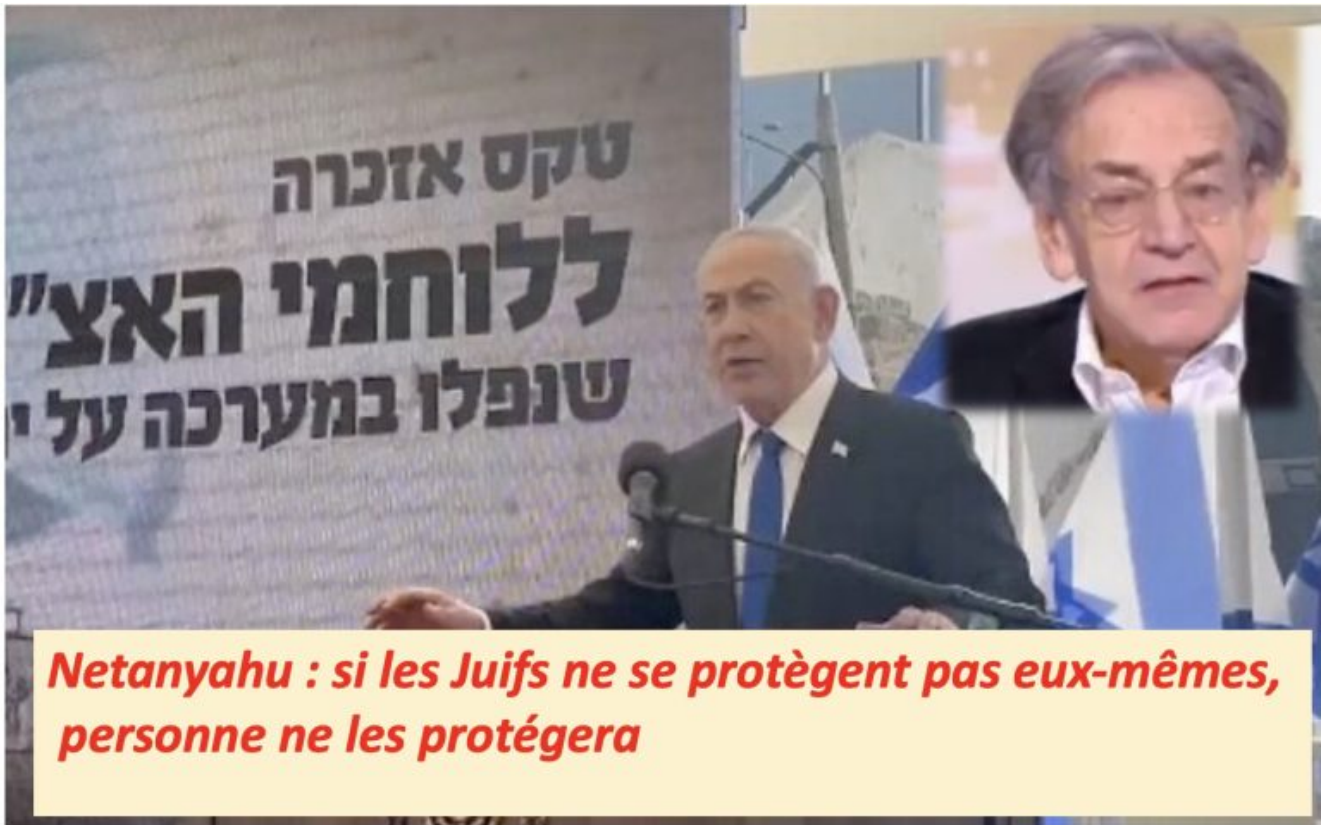 טקס אזכרה
ללוחמי האצ"
שנפלו במערכה על
Netanyahu : si les Juifs ne se protègent pas eux-mêmes,
personne ne les protégera